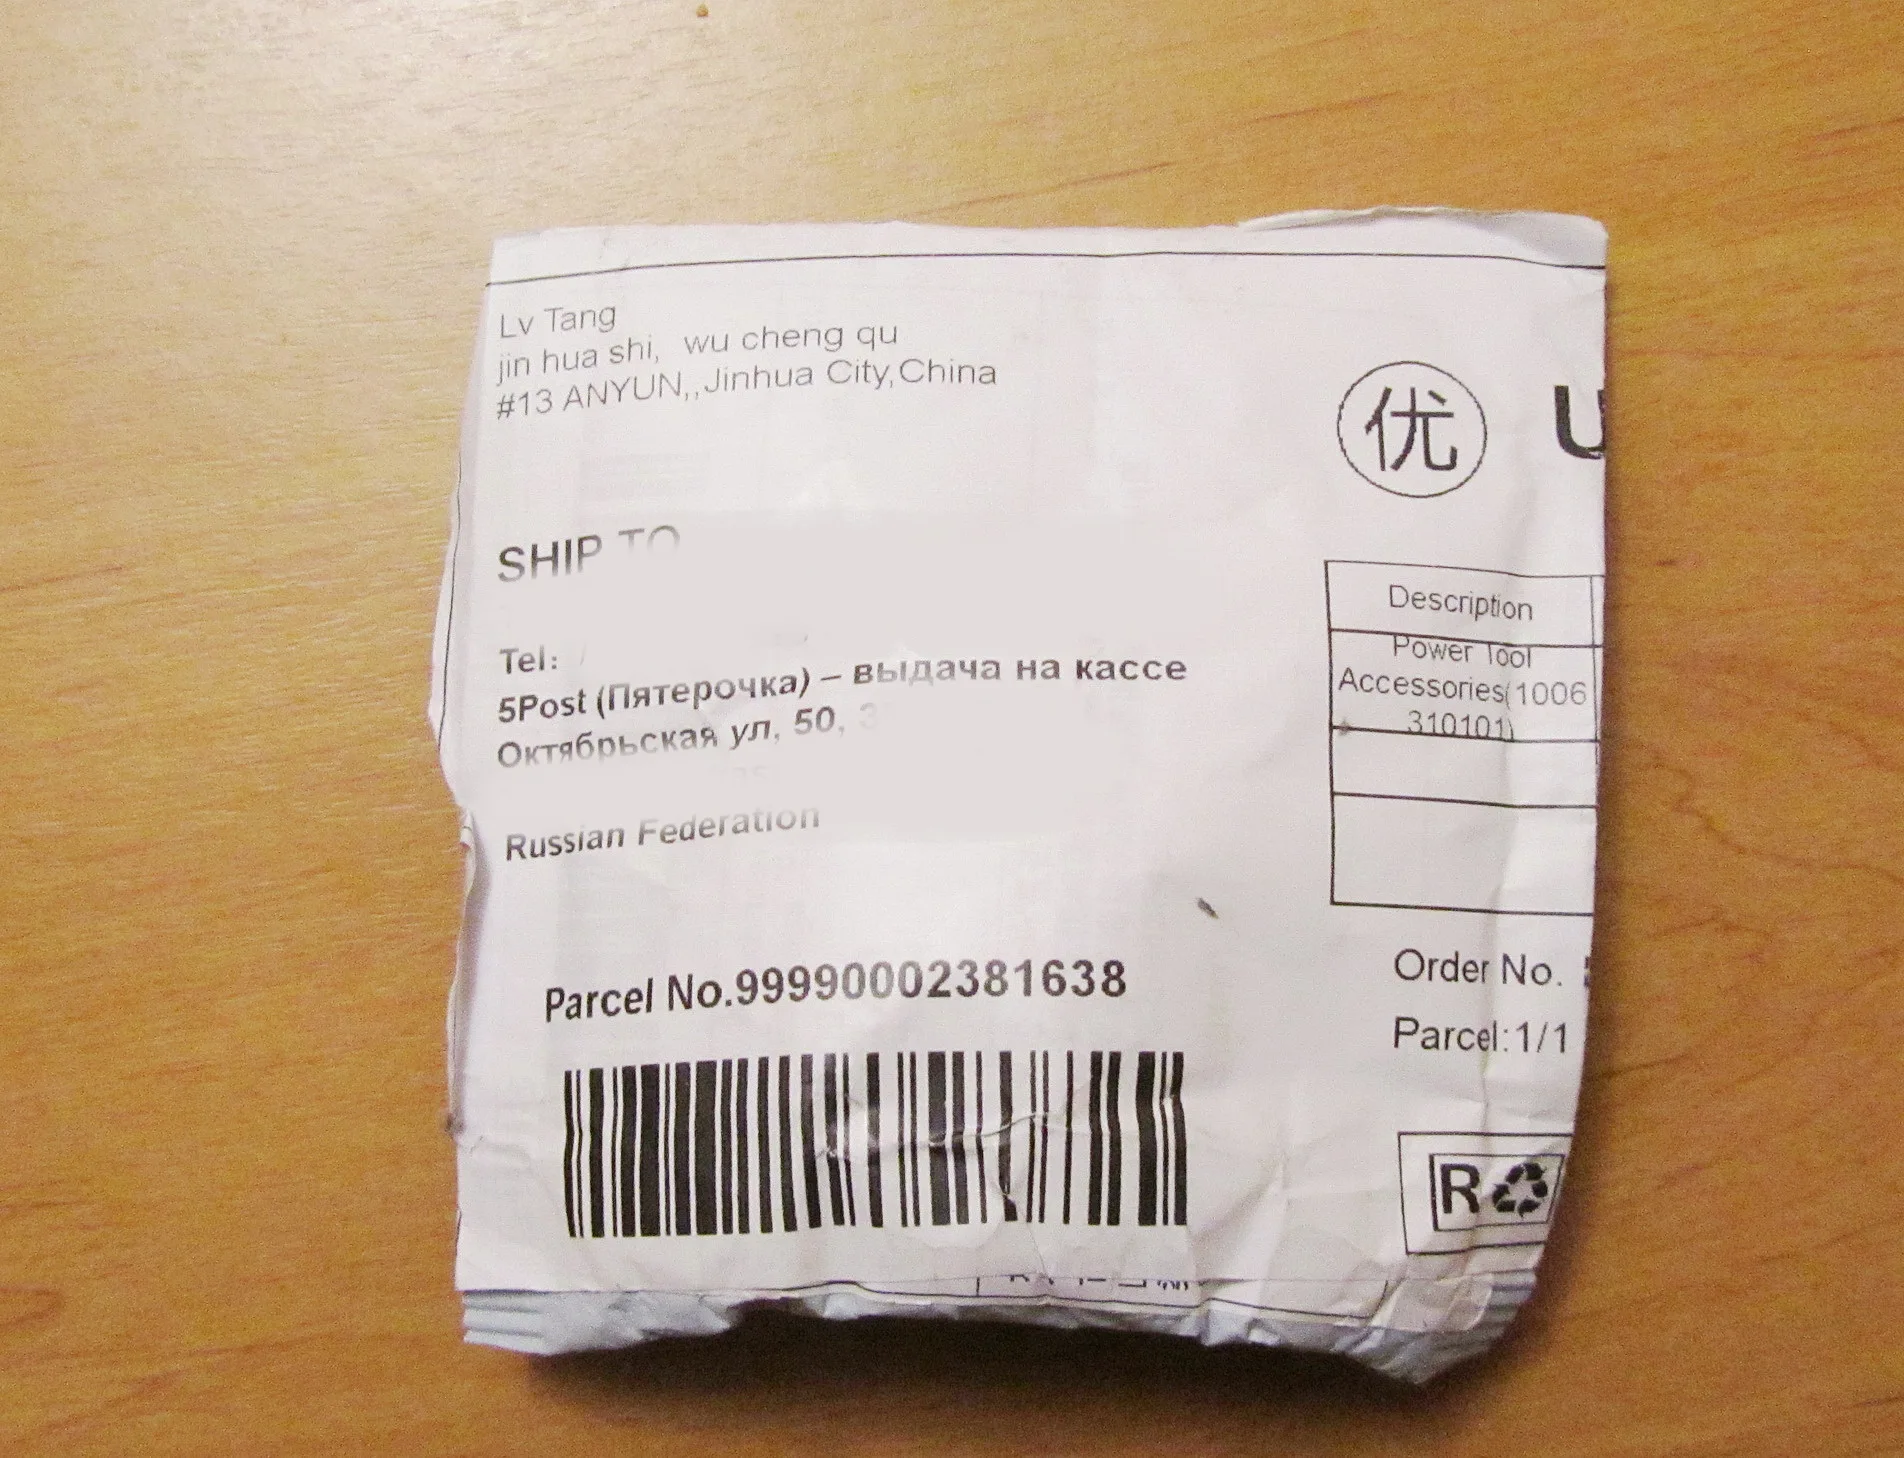 Lv Tang
jin hua shi, wu cheng qu
#13 ANYUN,,Jinhua City,China
优
U
SHIP TO
Tel:
5Post (Пятерочка) – выдача на кассе
Октябрьская ул, 50,
Russian Federation
Description
Power Tool
Accessories(1006
310101)
Parcel No.99990002381638
Order No.
Parcel:1/1
R